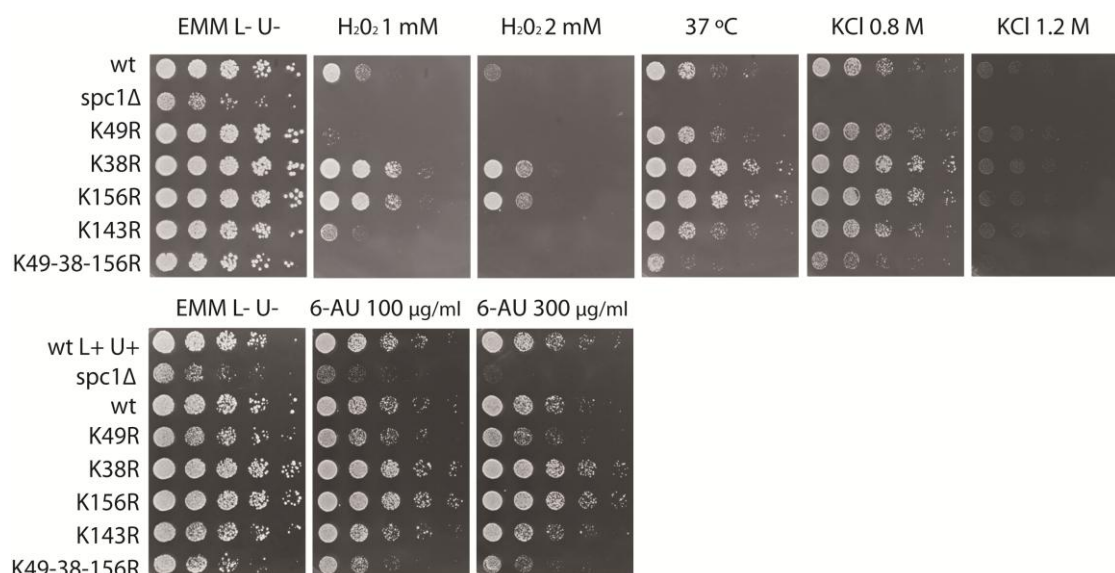 EMM L- U- H₂O₂ 1 mM H₂O₂ 2 mM 37 ºC KCl 0.8 M KCl 1.2 M
wt
spc1Δ
K49R
K38R
K156R
K143R
K49-38-156R
EMM L- U- 6-AU 100 µg/ml 6-AU 300 µg/ml
wt L+ U+
spc1Δ
wt
K49R
K38R
K156R
K143R
K49-38-156R